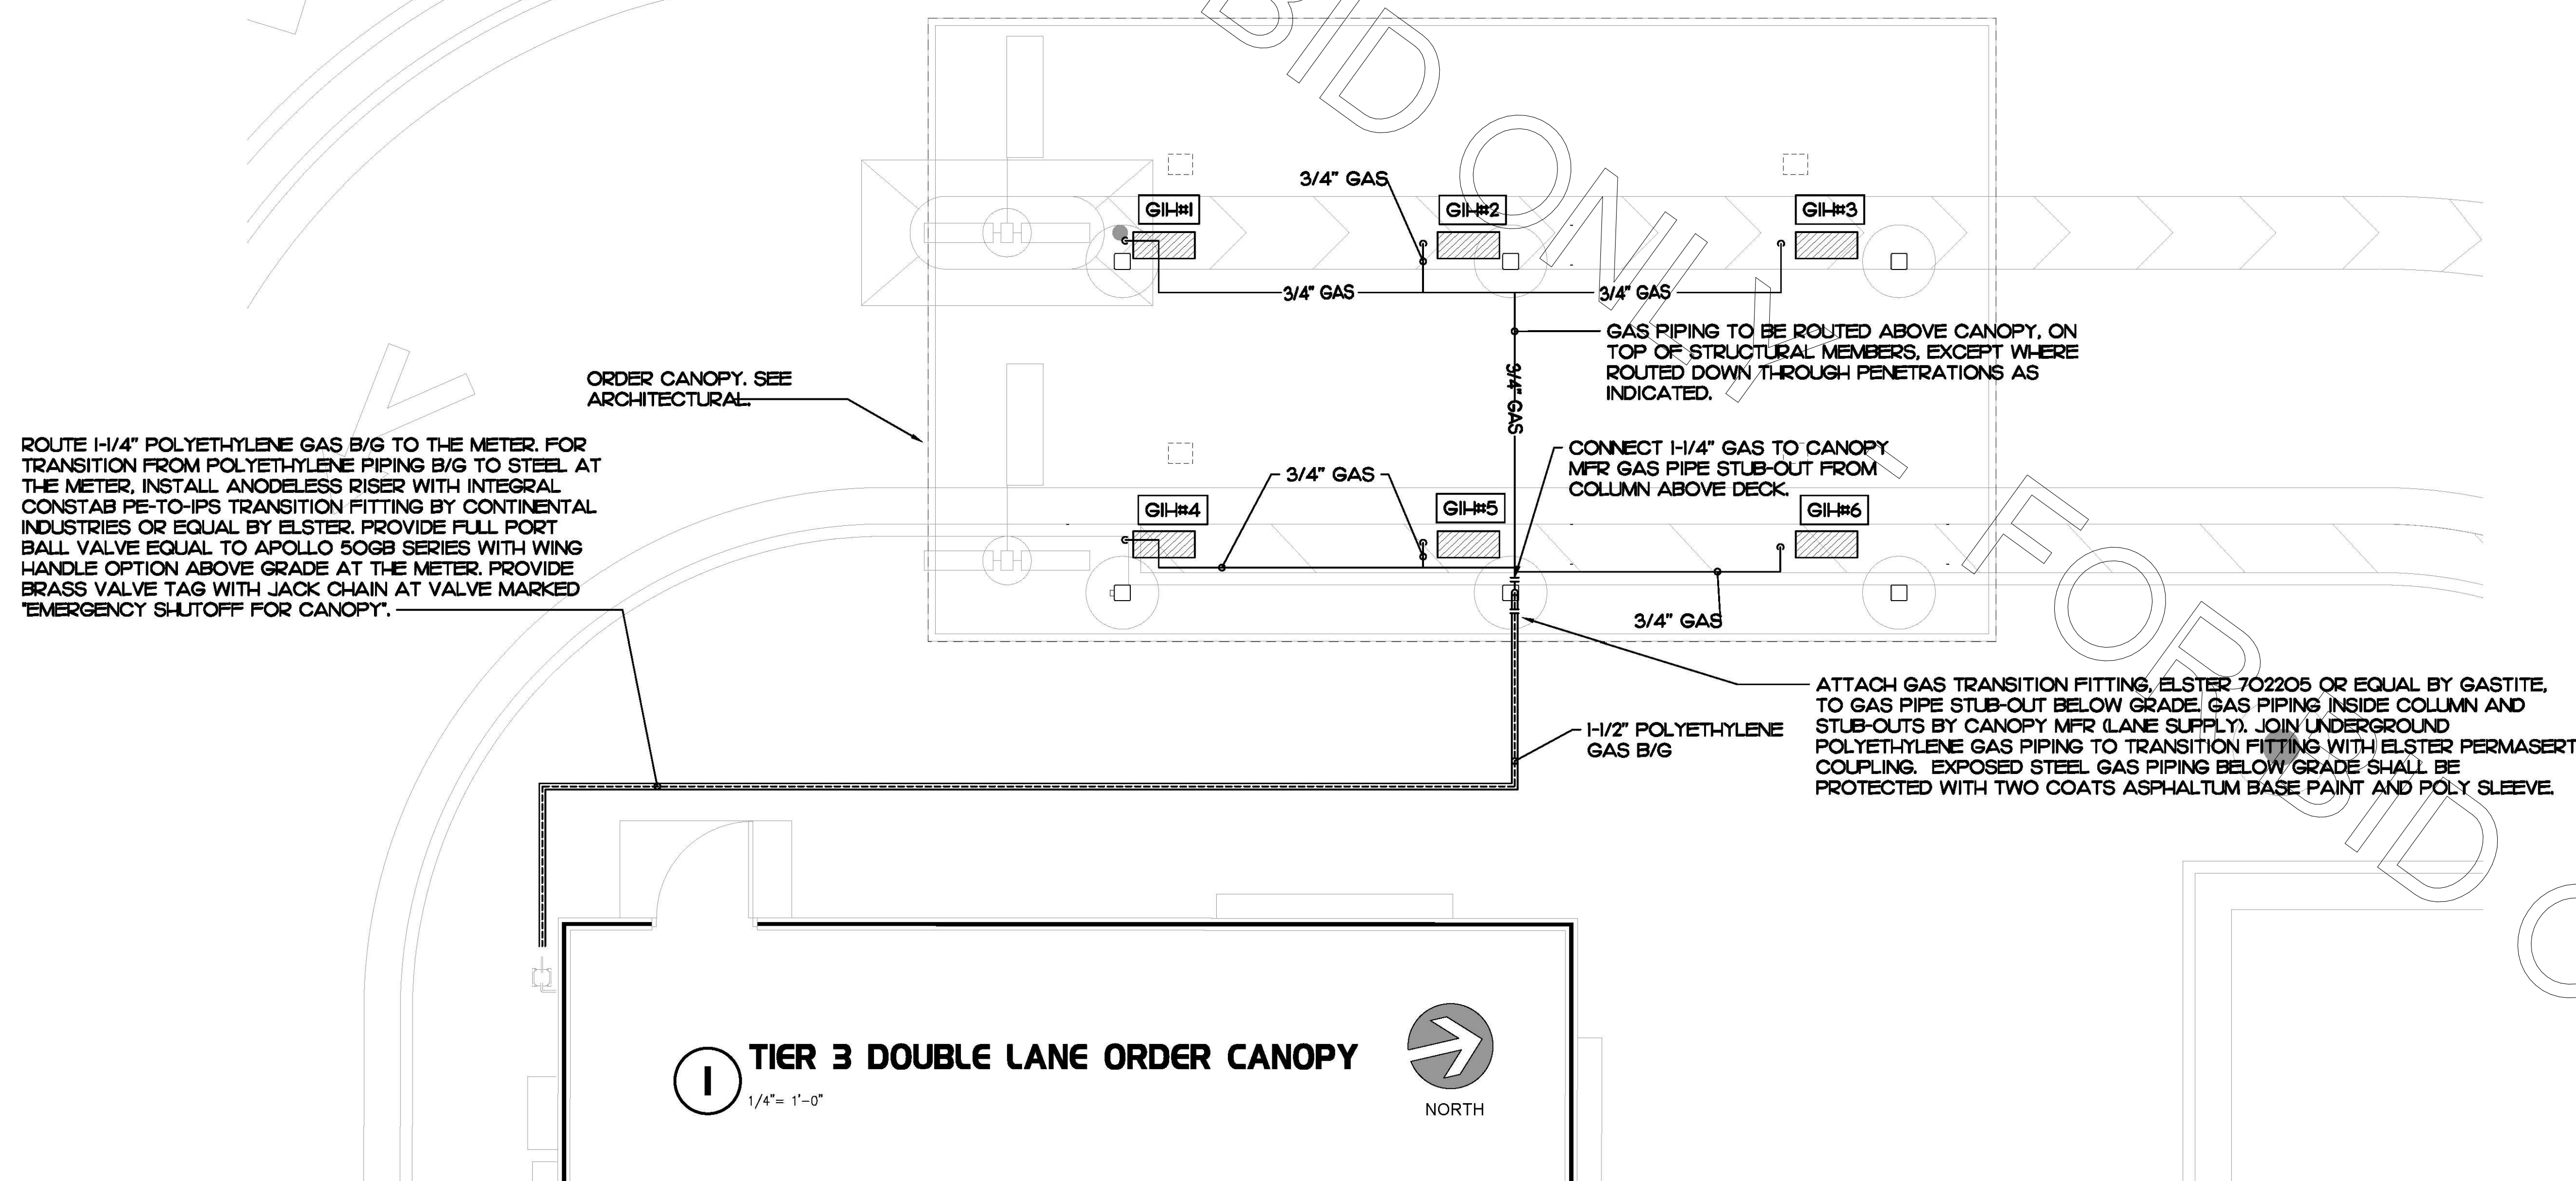 BID ONLY
3/4" GAS
GIH#1
GIH#2
GIH#3
3/4" GAS
3/4" GAS
GAS PIPING TO BE ROUTED ABOVE CANOPY, ON
TOP OF STRUCTURAL MEMBERS, EXCEPT WHERE
ROUTED DOWN THROUGH PENETRATIONS AS
INDICATED.
3/4" GAS
ORDER CANOPY. SEE
ARCHITECTURAL.
ROUTE 1-1/4" POLYETHYLENE GAS B/G TO THE METER. FOR
TRANSITION FROM POLYETHYLENE PIPING B/G TO STEEL AT
THE METER, INSTALL ANODELESS RISER WITH INTEGRAL
CONSTAB PE-TO-IPS TRANSITION FITTING BY CONTINENTAL
INDUSTRIES OR EQUAL BY ELSTER. PROVIDE FULL PORT
BALL VALVE EQUAL TO APOLLO 50GB SERIES WITH WING
HANDLE OPTION ABOVE GRADE AT THE METER. PROVIDE
BRASS VALVE TAG WITH JACK CHAIN AT VALVE MARKED
"EMERGENCY SHUTOFF FOR CANOPY".
CONNECT 1-1/4" GAS TO CANOPY
MFR GAS PIPE STUB-OUT FROM
COLUMN ABOVE DECK.
3/4" GAS
GIH#4
GIH#5
GIH#6
3/4" GAS
ATTACH GAS TRANSITION FITTING, ELSTER 702205 OR EQUAL BY GASTITE,
TO GAS PIPE STUB-OUT BELOW GRADE. GAS PIPING INSIDE COLUMN AND
STUB-OUTS BY CANOPY MFR (LANE SUPPLY). JOIN UNDERGROUND
POLYETHYLENE GAS PIPING TO TRANSITION FITTING WITH ELSTER PERMASERT
COUPLING. EXPOSED STEEL GAS PIPING BELOW GRADE SHALL BE
PROTECTED WITH TWO COATS ASPHALTUM BASE PAINT AND POLY SLEEVE.
1-1/2" POLYETHYLENE
GAS B/G
FOR BID O
1
TIER 3 DOUBLE LANE ORDER CANOPY
1/4"= 1'-0"
NORTH